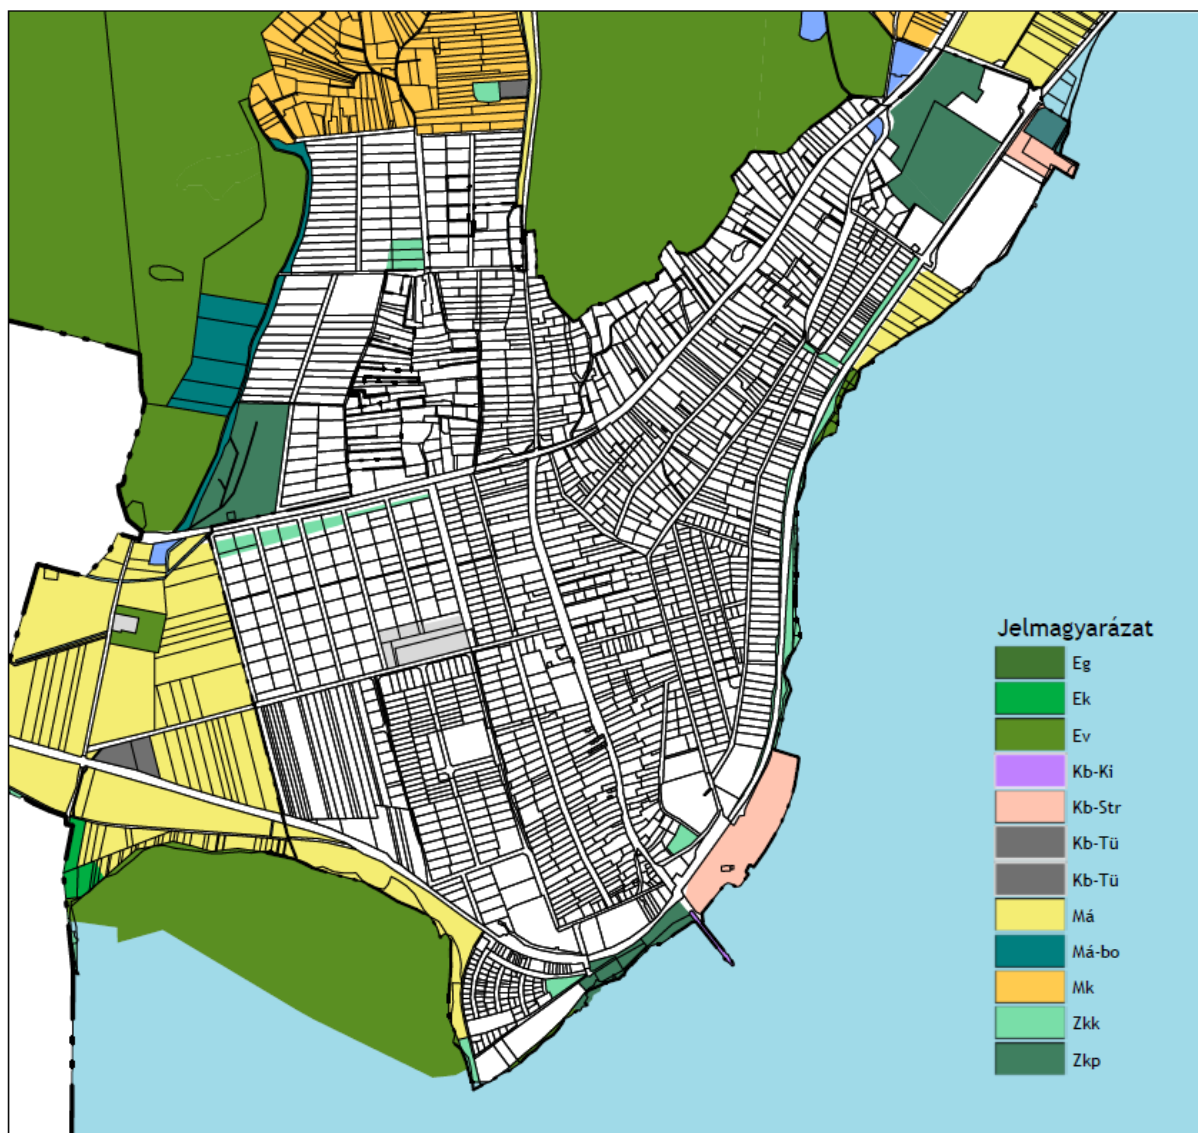 Jelmagyarázat
Eg
Ek
Ev
Kb-Ki
Kb-Str
Kb-Tü
Kb-Tü
Má
Má-bo
Mk
Zkk
Zkp